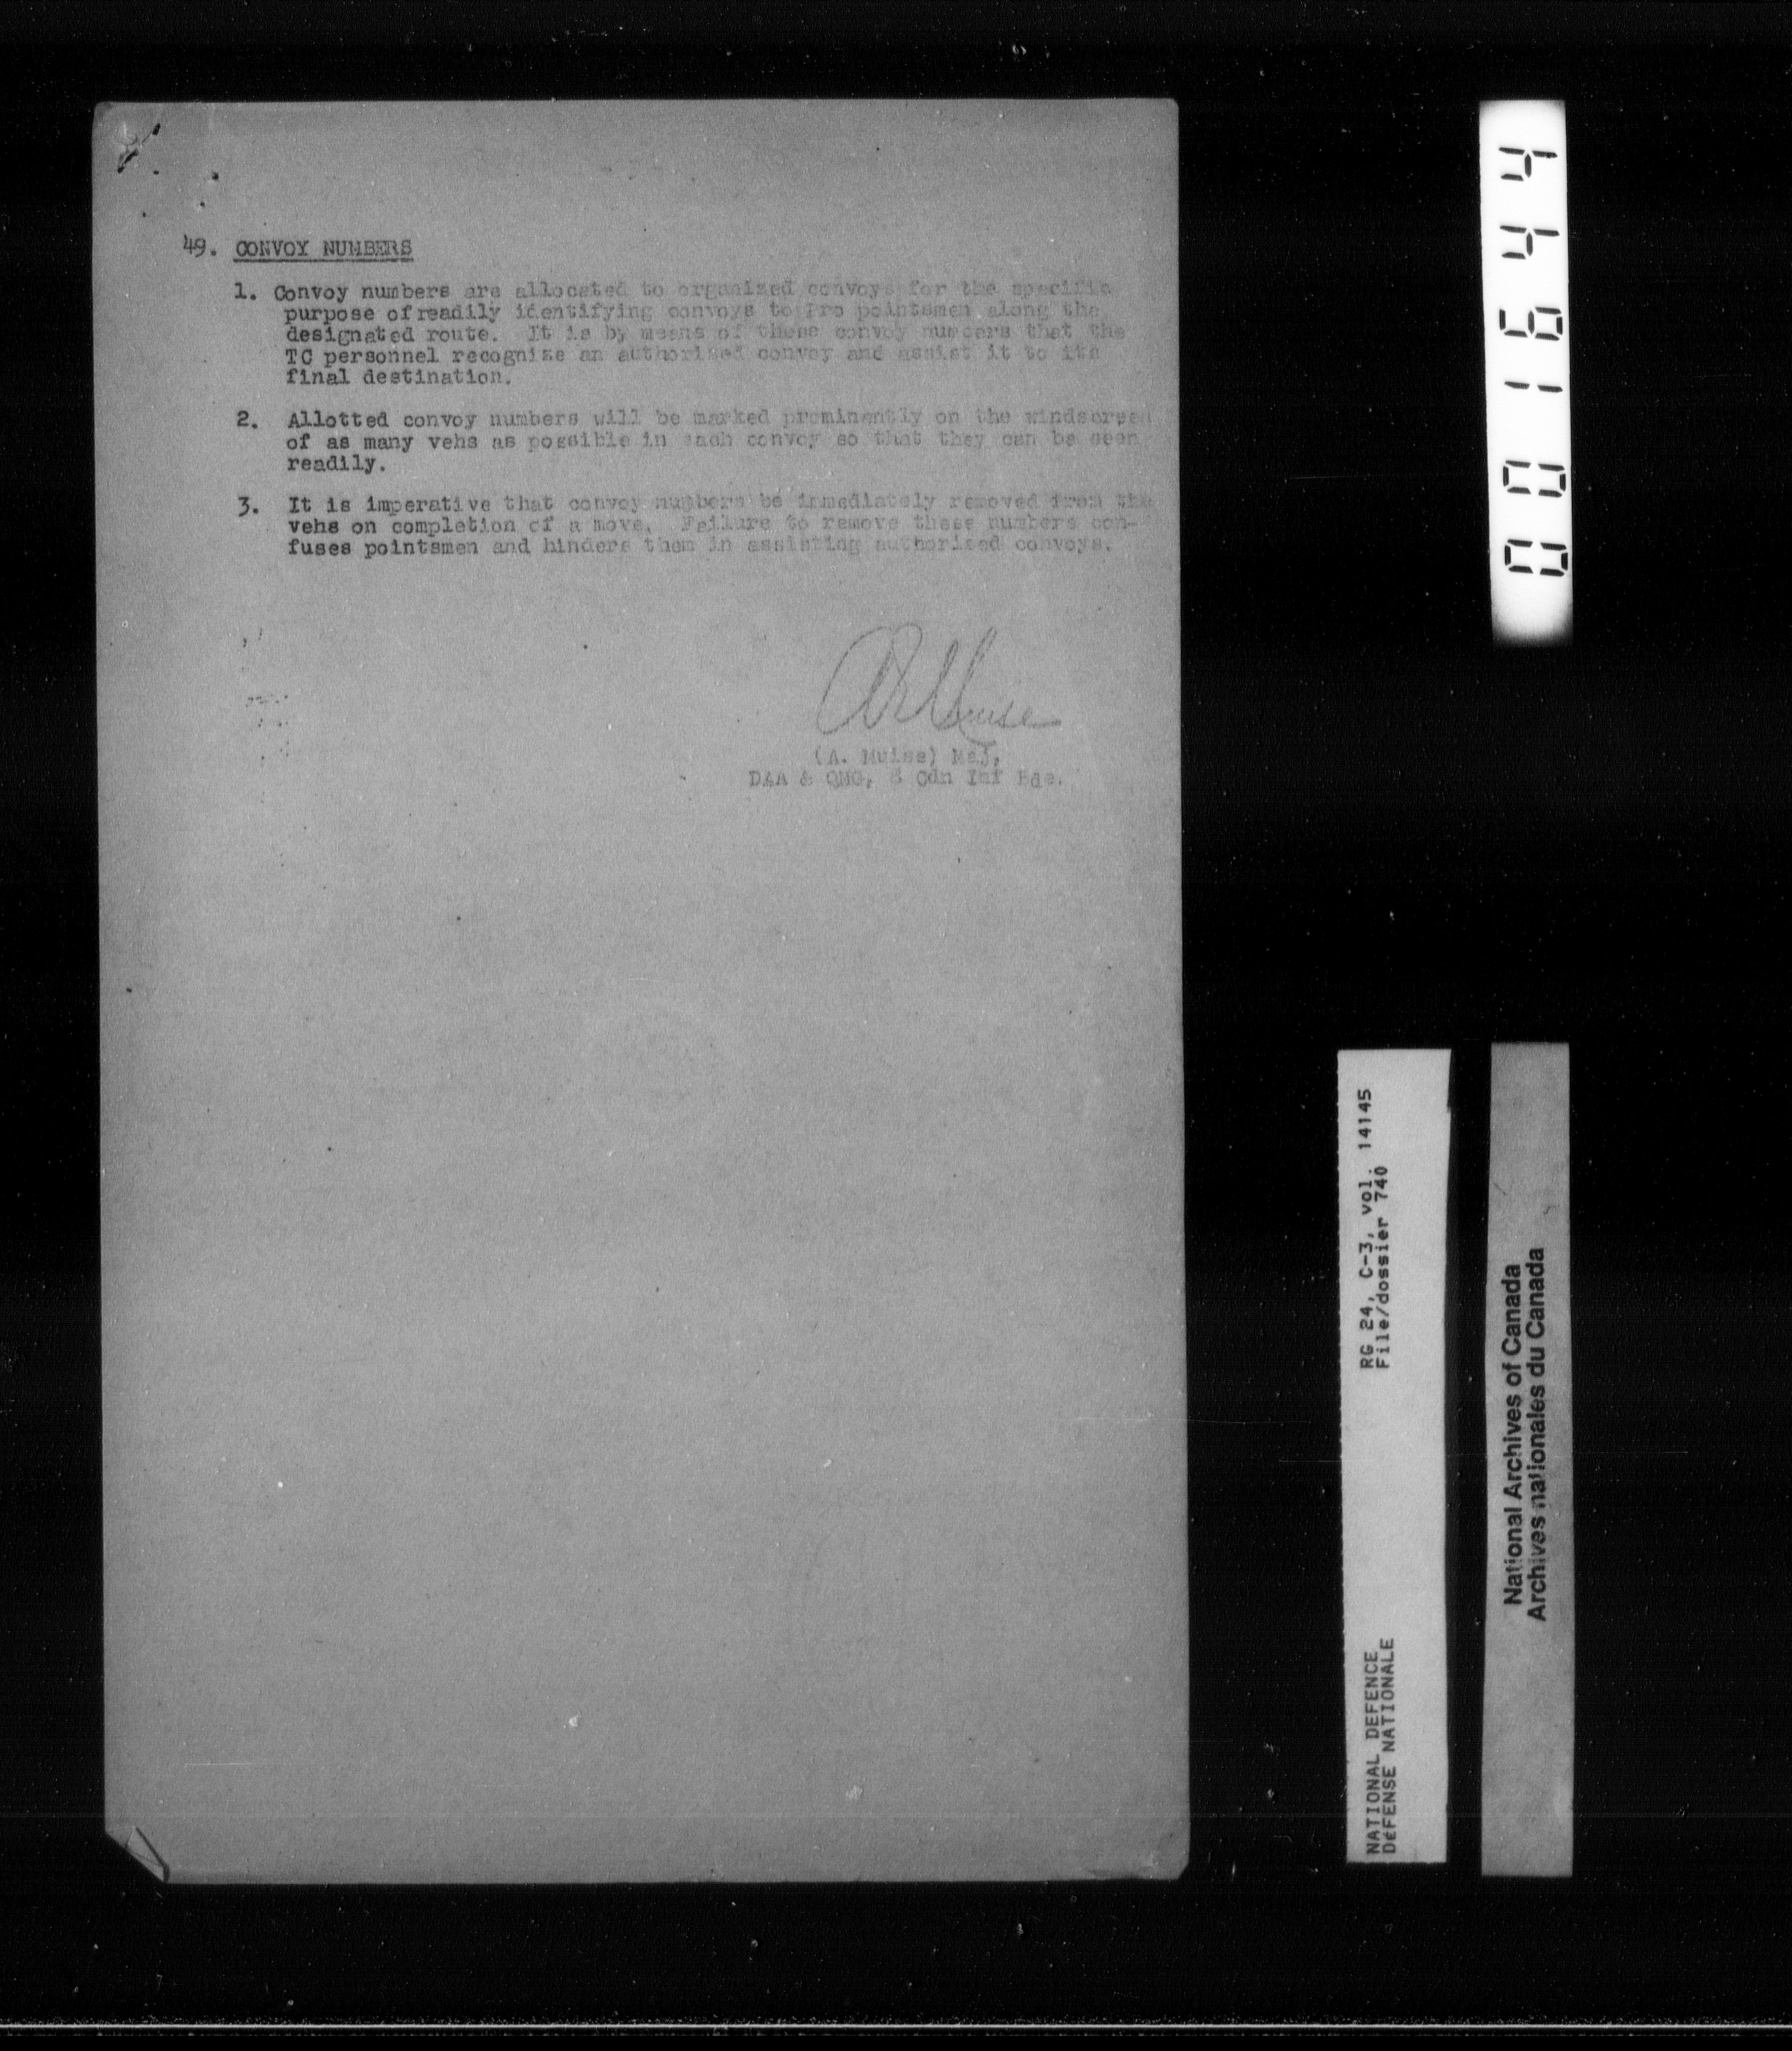 49. CONVOY NUMBERS
1. Convoy numbers are allocated to organized convoys for the specific
purpose of readily identifying convoys to Pro pointsmen along the
designated route. It is by means of these convoy numbers that the
TC personnel recognize an authorized convoy and assist it to its
final destination.
2. Allotted convoy numbers will be marked prominently on the windscreen
of as many vehs as possible in each convoy so that they can be seen
readily.
3. It is imperative that convoy numbers be immediately removed from the
vehs on completion of a move. Failure to remove these numbers con-
fuses pointsmen and hinders them in assisting authorized convoys.
(A. Muise) Maj,
DAA & QMG, Cdn Inf Bde.
001644
RG 24, C-3, vol. 14145
File/dossier 740
NATIONAL DEFENCE
DÉFENSE NATIONALE
National Archives of Canada
Archives nationales du Canada